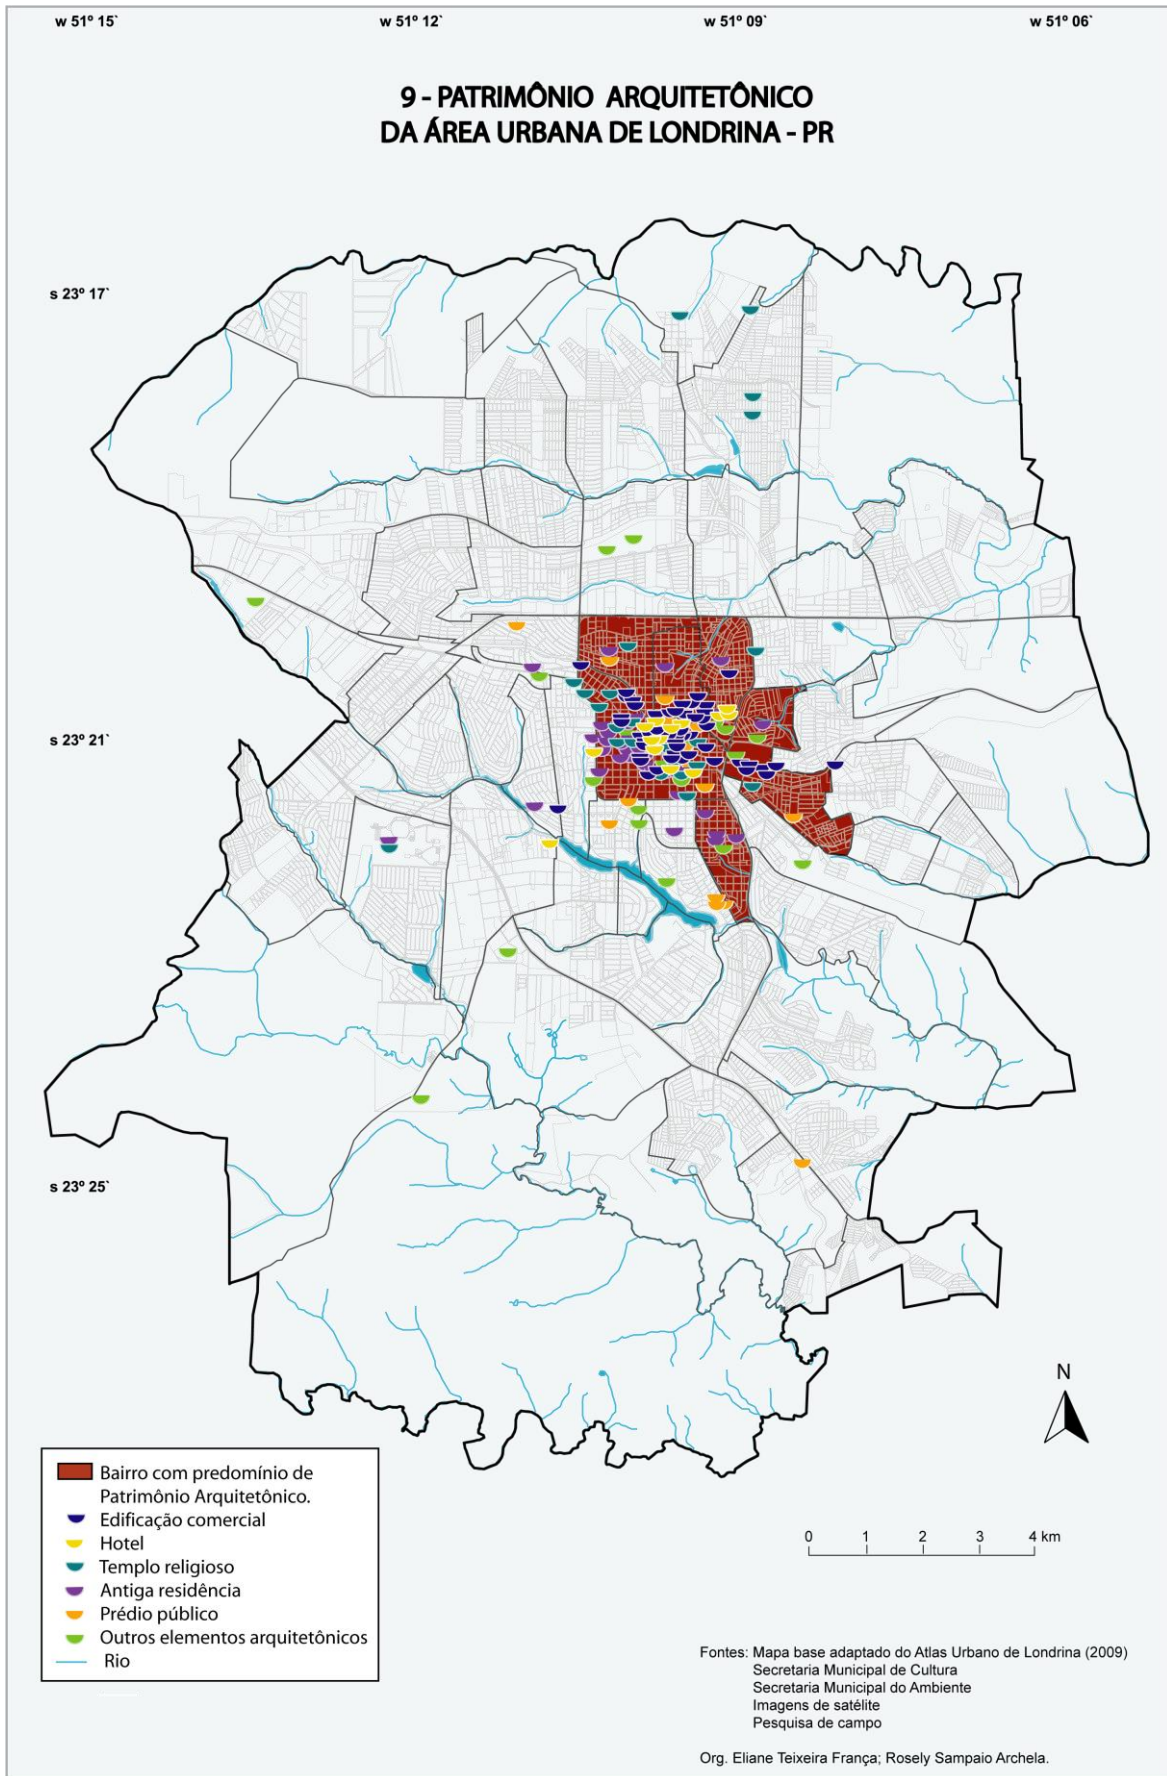 w 51º 15` w 51º 12` w 51º 09` w 51º 06`
9 - PATRIMÔNIO ARQUITETÔNICO
DA ÁREA URBANA DE LONDRINA - PR
s 23º 17`
s 23º 21`
s 23º 25`
N
Bairro com predomínio de
Patrimônio Arquitetônico.
Edificação comercial
Hotel
Templo religioso
Antiga residência
Prédio público
Outros elementos arquitetônicos
Rio
0 1 2 3 4 km
Fontes: Mapa base adaptado do Atlas Urbano de Londrina (2009)
Secretaria Municipal de Cultura
Secretaria Municipal do Ambiente
Imagens de satélite
Pesquisa de campo
Org. Eliane Teixeira França; Rosely Sampaio Archela.